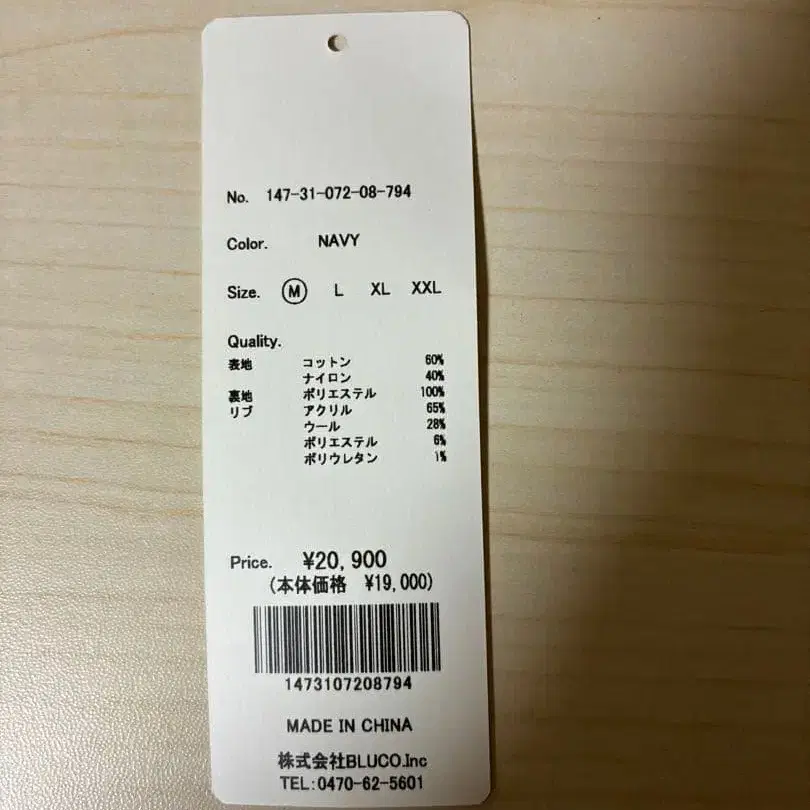 No. 147-31-072-08-794
Color. NAVY
Size. M L XL XXL
Quality.
表地 コットン 60%
ナイロン 40%
裏地 ポリエステル 100%
リブ アクリル 65%
ウール 28%
ポリエステル 6%
ポリウレタン 1%
Price. ¥20,900
(本体価格 ¥19,000)
1473107208794
MADE IN CHINA
株式会社BLUCO.Inc
TEL:0470-62-5601